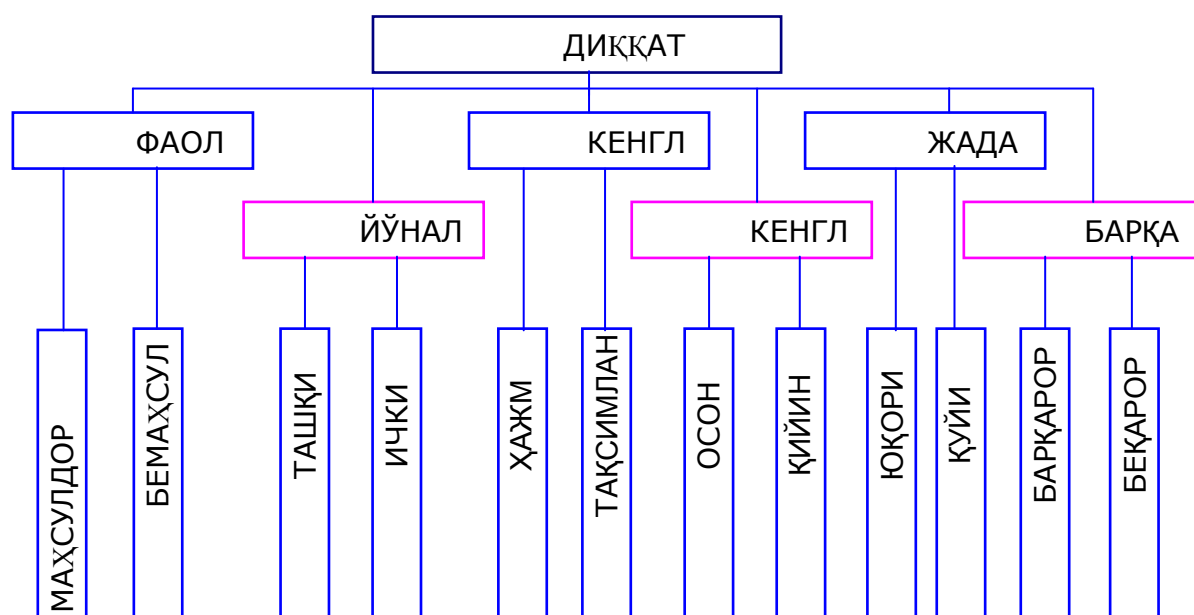 ДИҚҚАТ
ФАОЛ
КЕНГЛ
ЖАДА
ЙЎНАЛ
КЕНГЛ
БАРҚА
МАҲСУЛДОР
БЕМАҲСУЛ
ТАШҚИ
ИЧКИ
ҲАЖМ
ТАҚСИМЛАН
ОСОН
ҚИЙИН
ЮҚОРИ
ҚУЙИ
БАРҚАРОР
БЕҚАРОР